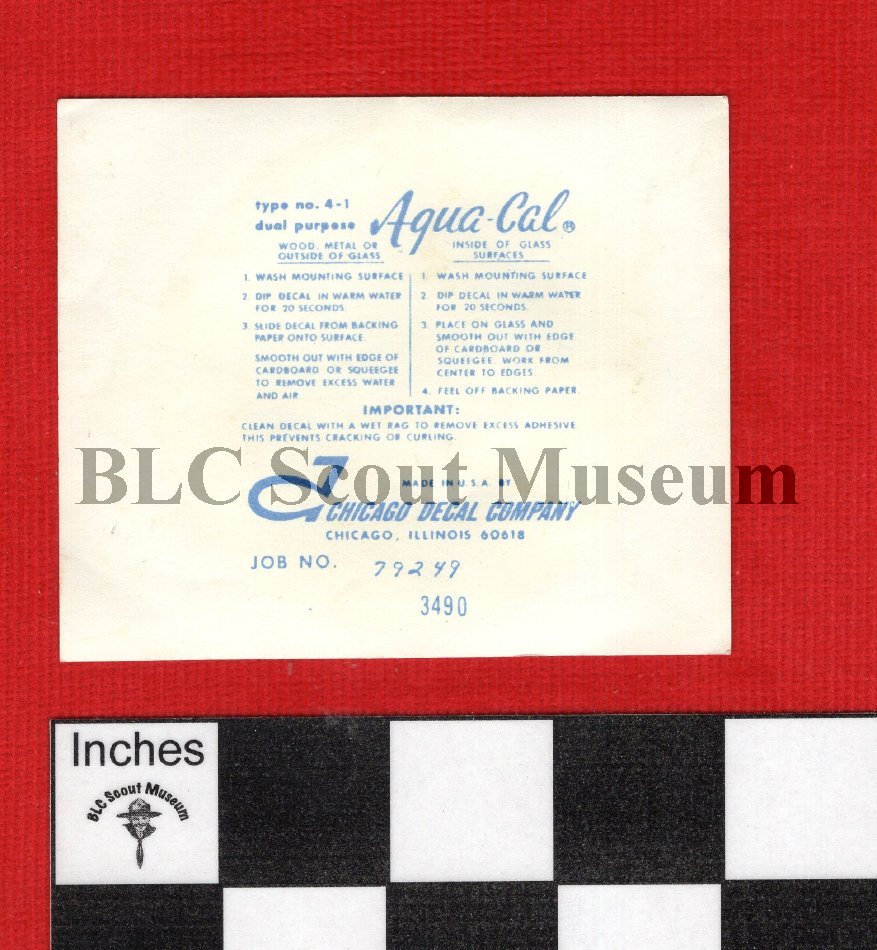 type no. 4-1
dual purpose
Aqua-Cal®
WOOD, METAL OR
OUTSIDE OF GLASS
1. WASH MOUNTING SURFACE
2. DIP DECAL IN WARM WATER
FOR 20 SECONDS.
3. SLIDE DECAL FROM BACKING
PAPER ONTO SURFACE.
SMOOTH OUT WITH EDGE OF
CARDBOARD OR SQUEEGEE
TO REMOVE EXCESS WATER
AND AIR
INSIDE OF GLASS
SURFACES
1. WASH MOUNTING SURFACE
2. DIP DECAL IN WARM WATER
FOR 20 SECONDS.
3. PLACE ON GLASS AND
SMOOTH OUT WITH EDGE
OF CARDBOARD OR
SQUEEGEE. WORK FROM
CENTER TO EDGES.
4. PEEL OFF BACKING PAPER.
IMPORTANT:
CLEAN DECAL WITH A WET RAG TO REMOVE EXCESS ADHESIVE.
THIS PREVENTS CRACKING OR CURLING.
BLC Scout Museum
MADE IN U.S.A. BY
CHICAGO DECAL COMPANY
CHICAGO, ILLINOIS 60618
JOB NO. 79249
3490
Inches
BLC Scout Museum